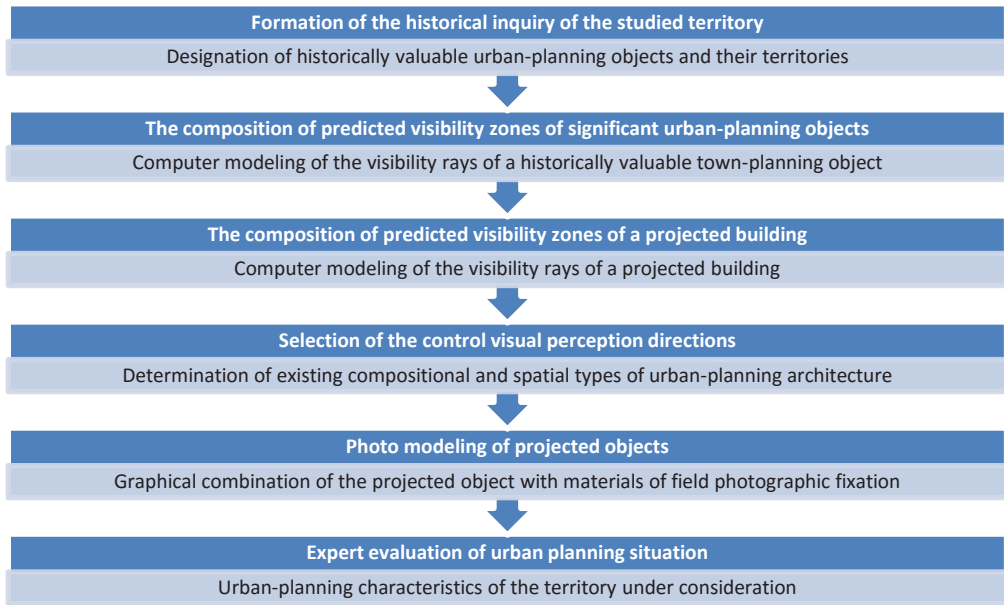 Formation of the historical inquiry of the studied territory
Designation of historically valuable urban-planning objects and their territories
The composition of predicted visibility zones of significant urban-planning objects
Computer modeling of the visibility rays of a historically valuable town-planning object
The composition of predicted visibility zones of a projected building
Computer modeling of the visibility rays of a projected building
Selection of the control visual perception directions
Determination of existing compositional and spatial types of urban-planning architecture
Photo modeling of projected objects
Graphical combination of the projected object with materials of field photographic fixation
Expert evaluation of urban planning situation
Urban-planning characteristics of the territory under consideration